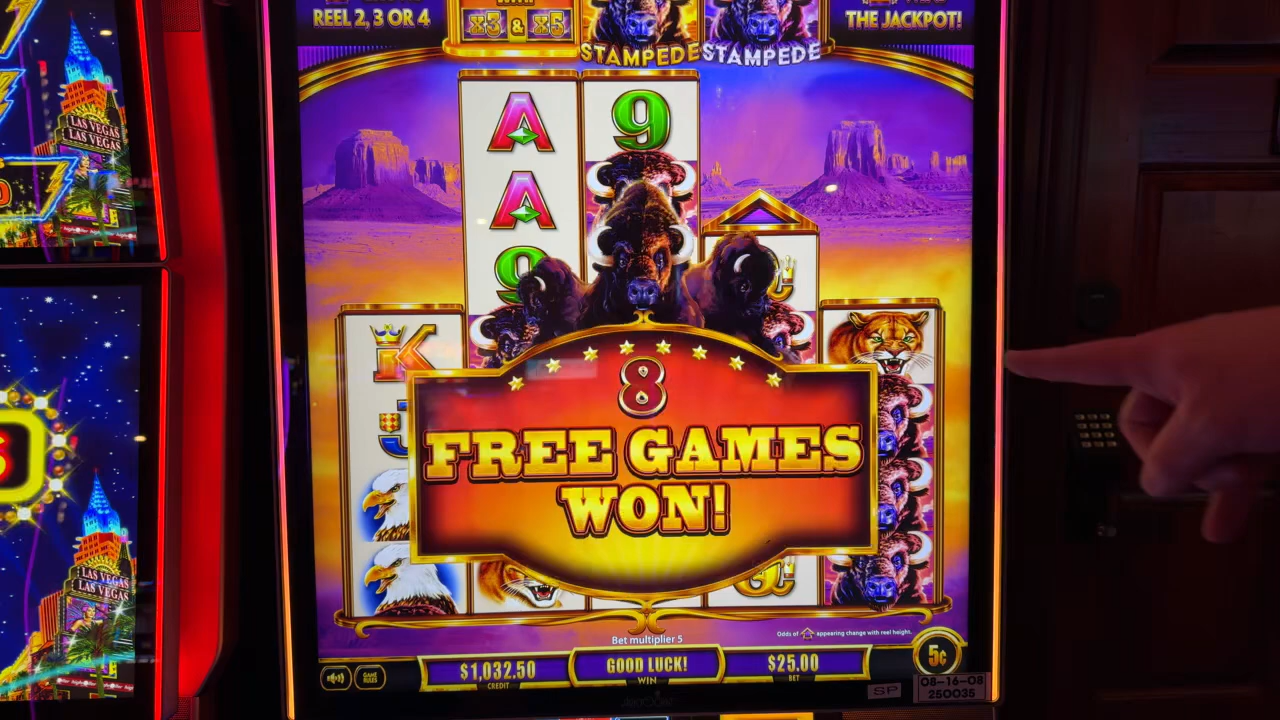 REEL 2, 3 OR 4
X3 & X5
STAMPEDE
STAMPEDE
THE JACKPOT!
A
9
A
9
K
J
8
FREE GAMES
WON!
LAS VEGAS
LAS VEGAS
LAS VEGAS
LAS VEGAS
Bet multiplier 5
Odds of appearing change with reel height.
$1,032.50
CREDIT
GOOD LUCK!
WIN
$25.00
BET
5¢
GAME
RULES
SP
08-16-08
250035